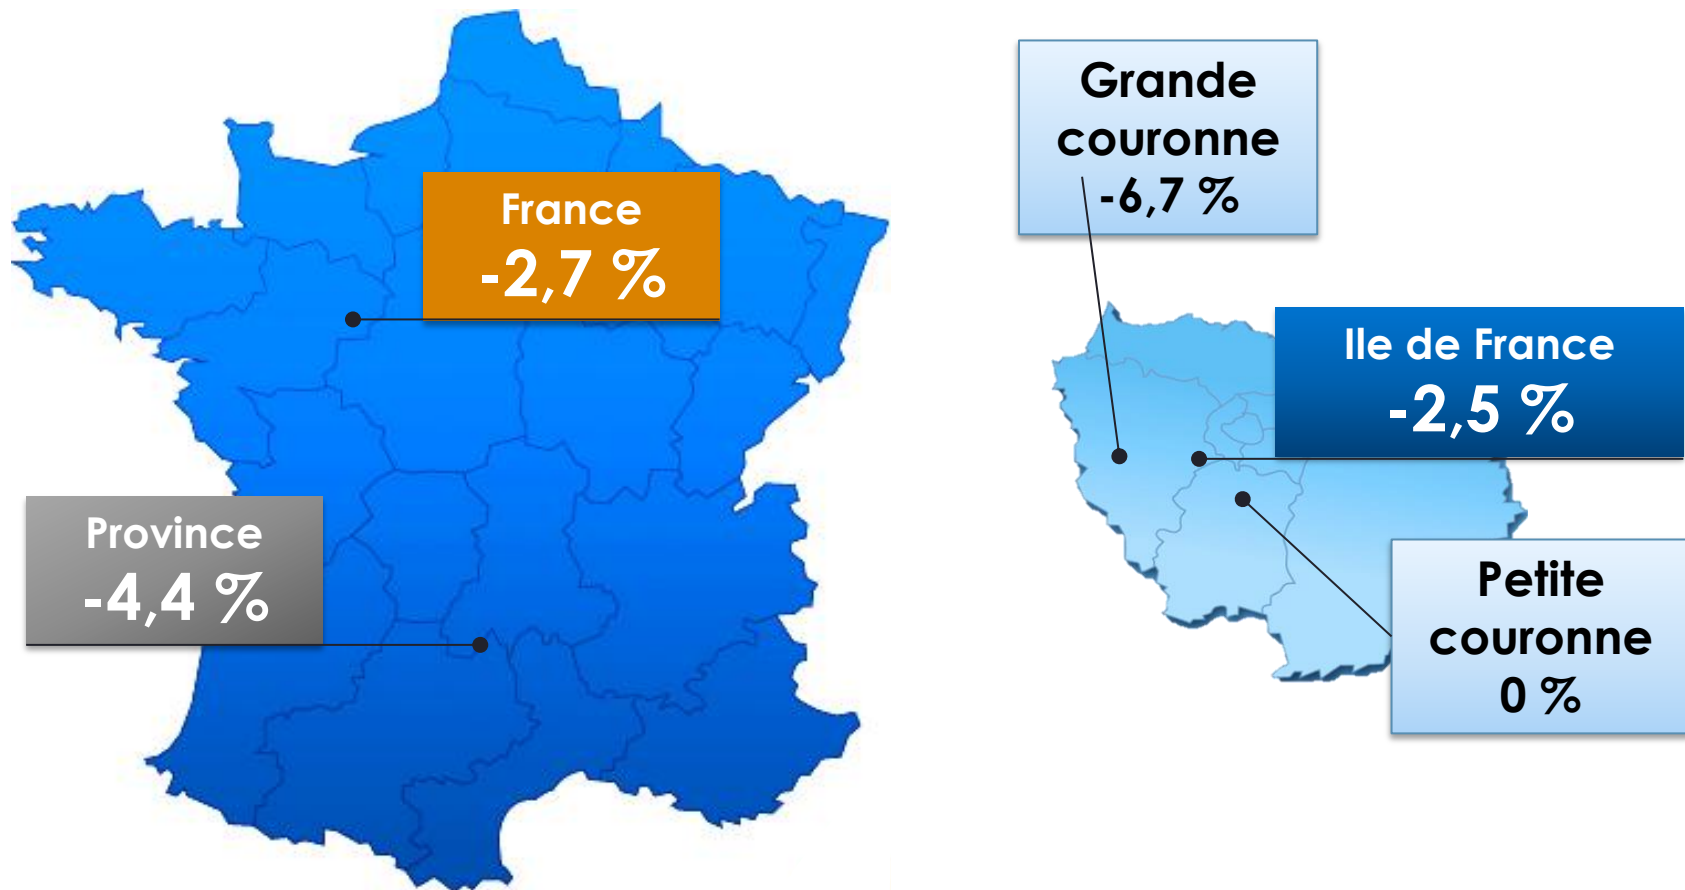 France
-2,7 %
Province
-4,4 %
Grande
couronne
-6,7 %
Ile de France
-2,5 %
Petite
couronne
0 %